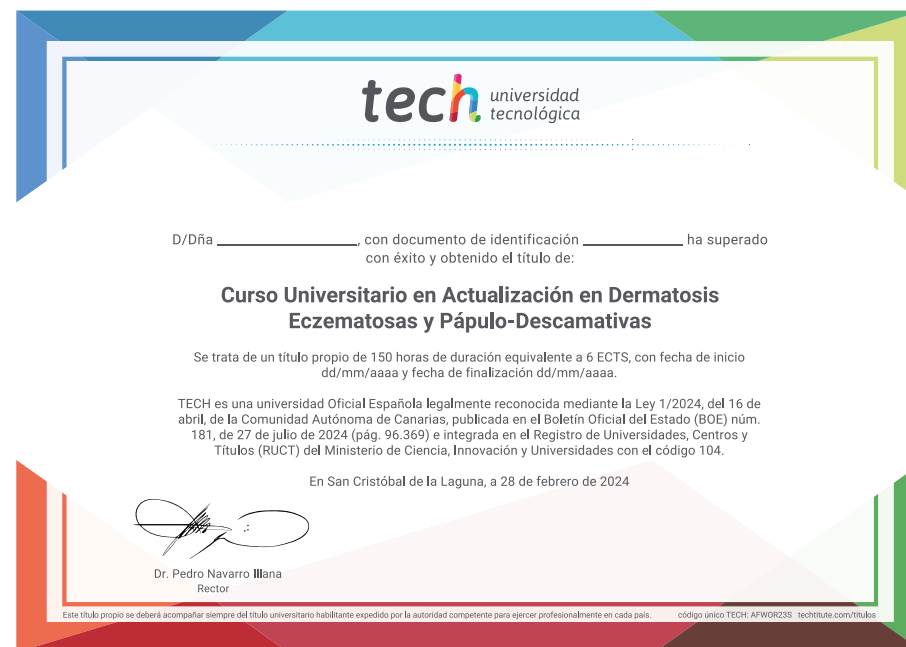 tech universidad
tecnológica
D/Dña ______________, con documento de identificación __________ ha superado
con éxito y obtenido el título de:
Curso Universitario en Actualización en Dermatosis
Eczematosas y Pápulo-Descamativas
Se trata de un título propio de 150 horas de duración equivalente a 6 ECTS, con fecha de inicio
dd/mm/aaaa y fecha de finalización dd/mm/aaaa.
TECH es una universidad Oficial Española legalmente reconocida mediante la Ley 1/2024, del 16 de
abril, de la Comunidad Autónoma de Canarias, publicada en el Boletín Oficial del Estado (BOE) núm.
181, de 27 de julio de 2024 (pág. 96.369) e integrada en el Registro de Universidades, Centros y
Títulos (RUCT) del Ministerio de Ciencia, Innovación y Universidades con el código 104.
En San Cristóbal de la Laguna, a 28 de febrero de 2024
Dr. Pedro Navarro Illana
Rector
Este título propio se deberá acompañar siempre del título universitario habilitante expedido por la autoridad competente para ejercer profesionalmente en cada país. código único TECH: AFWOR23S techtitute.com/titulos